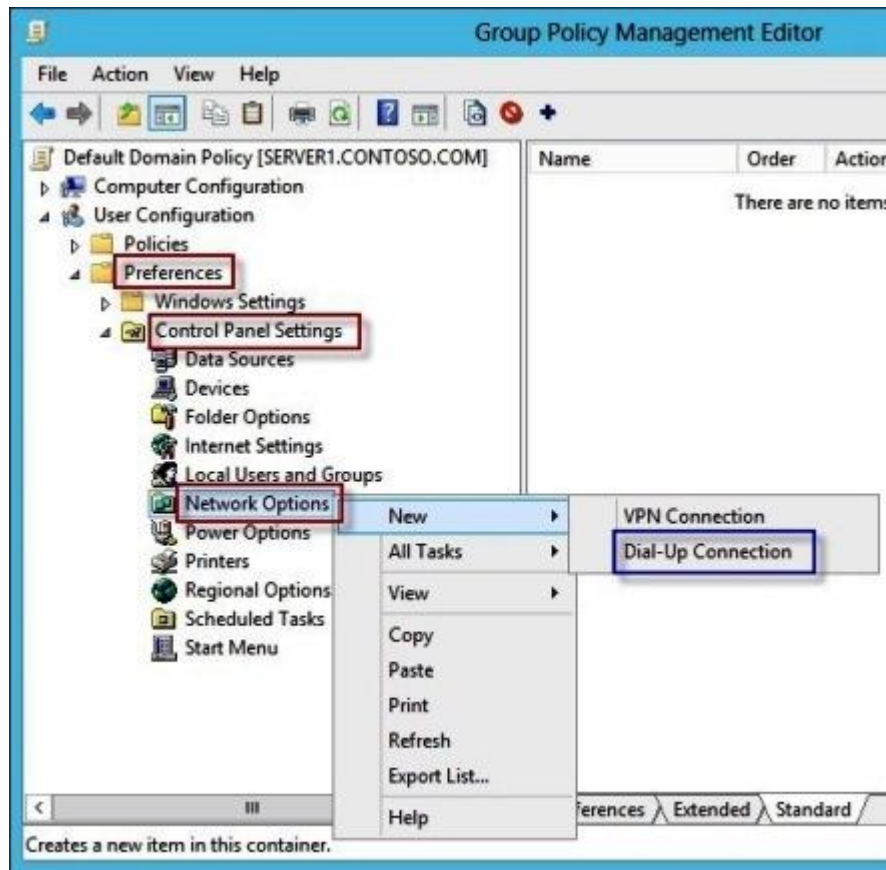 Group Policy Management Editor
File Action View Help
Default Domain Policy [SERVER1.CONTOSO.COM]
Computer Configuration
User Configuration
Policies
Preferences
Windows Settings
Control Panel Settings
Data Sources
Devices
Folder Options
Internet Settings
Local Users and Groups
Network Options
Power Options
Printers
Regional Options
Scheduled Tasks
Start Menu
Name Order Action
There are no items
New
All Tasks
View
Copy
Paste
Print
Refresh
Export List...
Help
VPN Connection
Dial-Up Connection
ferences Extended Standard
Creates a new item in this container.